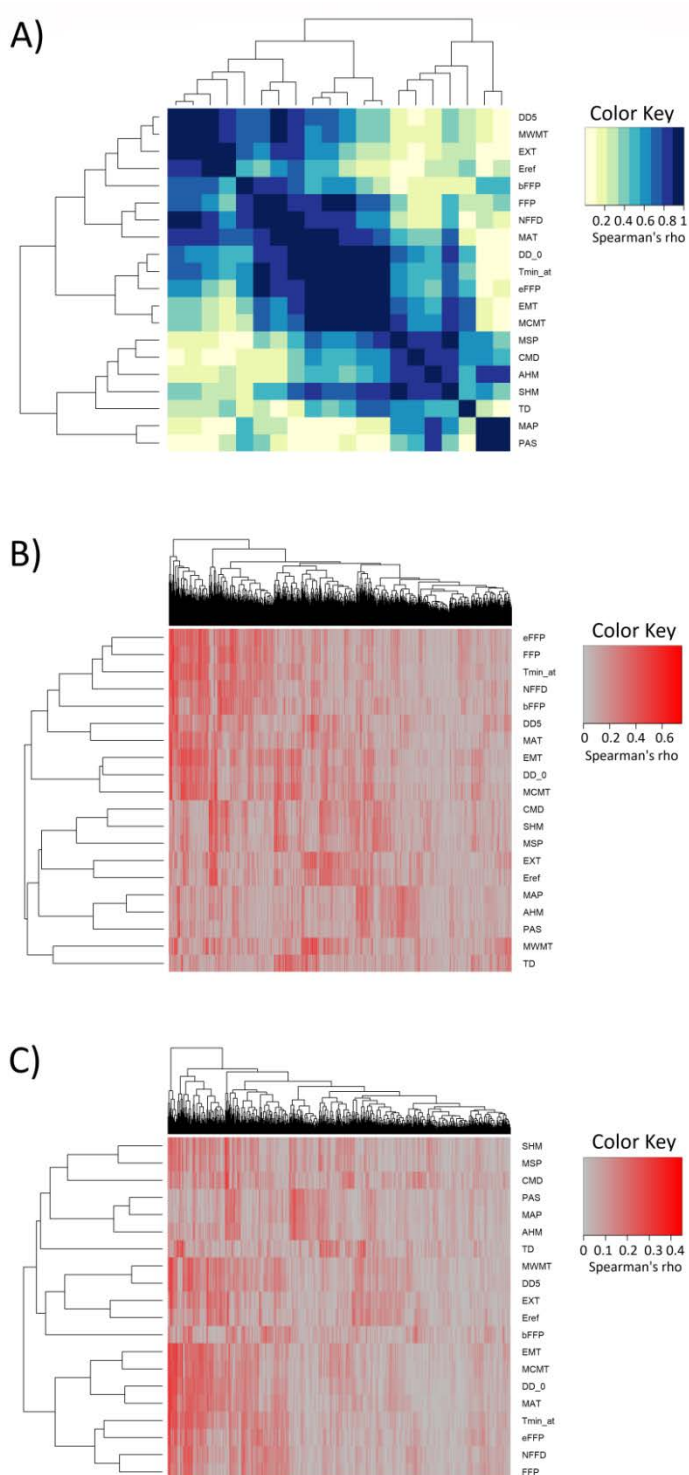 A)
Color Key
0.2 0.4 0.6 0.8 1
Spearman's rho
DD5
MWMT
EXT
Eref
bFFP
FFP
NFFD
MAT
DD_0
Tmin_at
eFFP
EMT
MCMT
MSP
CMD
AHM
SHM
TD
MAP
PAS
B)
Color Key
0 0.2 0.6
Spearman's rho
eFFP
FFP
Tmin_at
NFFD
bFFP
DD5
MAT
EMT
DD_0
MCMT
CMD
SHM
MSP
EXT
Eref
MAP
AHM
PAS
MWMT
TD
C)
Color Key
0 0.1 0.2 0.3 0.4
Spearman's rho
SHM
MSP
CMD
PAS
MAP
AHM
TD
MWMT
DD5
EXT
Eref
bFFP
EMT
MCMT
DD_0
MAT
Tmin_at
eFFP
NFFD
FFP